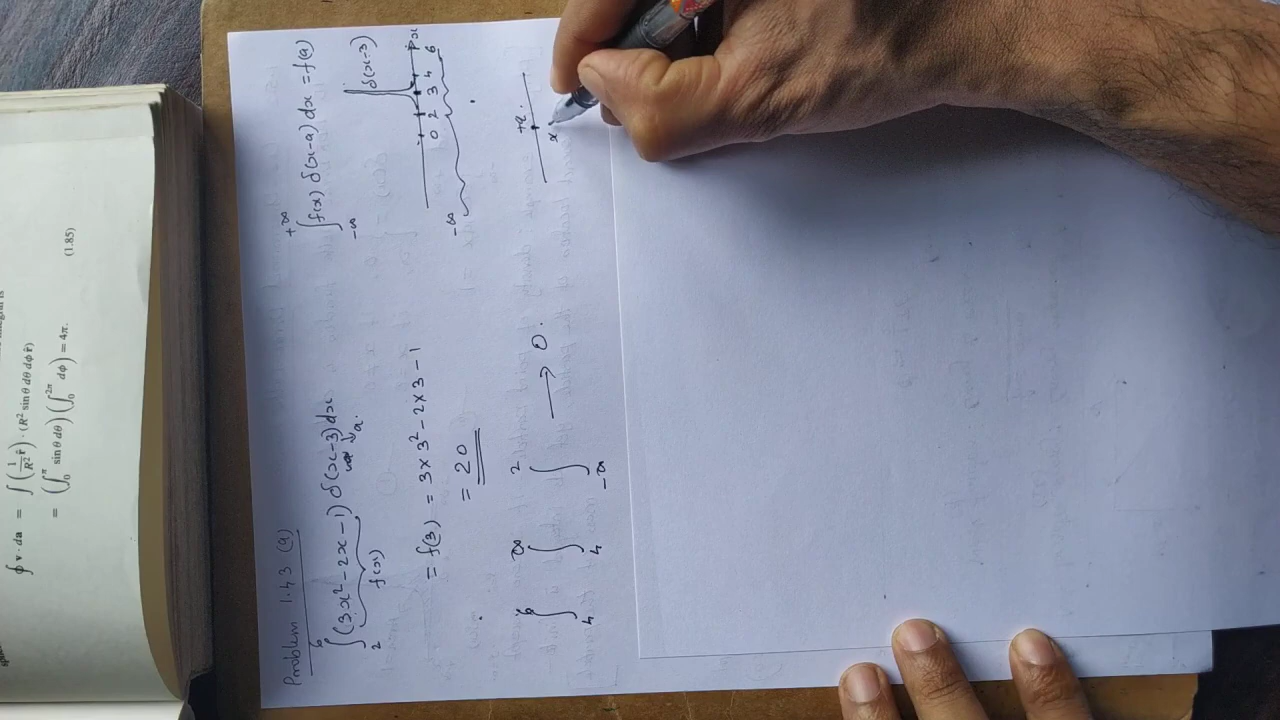 ∮ v · da = ∫ (1/R² r̂) · (R² sin θ dθ dϕ r̂)
= (∫₀^π sin θ dθ) (∫₀^2π dϕ) = 4π. (1.85)
Problem 1.43 (a)
∫₂⁶ (3x² - 2x - 1) δ(x-3) dx
f(x) a.
= f(3) = 3×3² - 2×3 - 1
= 20
∫₄⁶ ∫₄^∞ ∫_-∞^2 → 0.
∫_-∞^+∞ f(x) δ(x-a) dx = f(a)
δ(x-3)
0 2 3 4 6
-∞
x